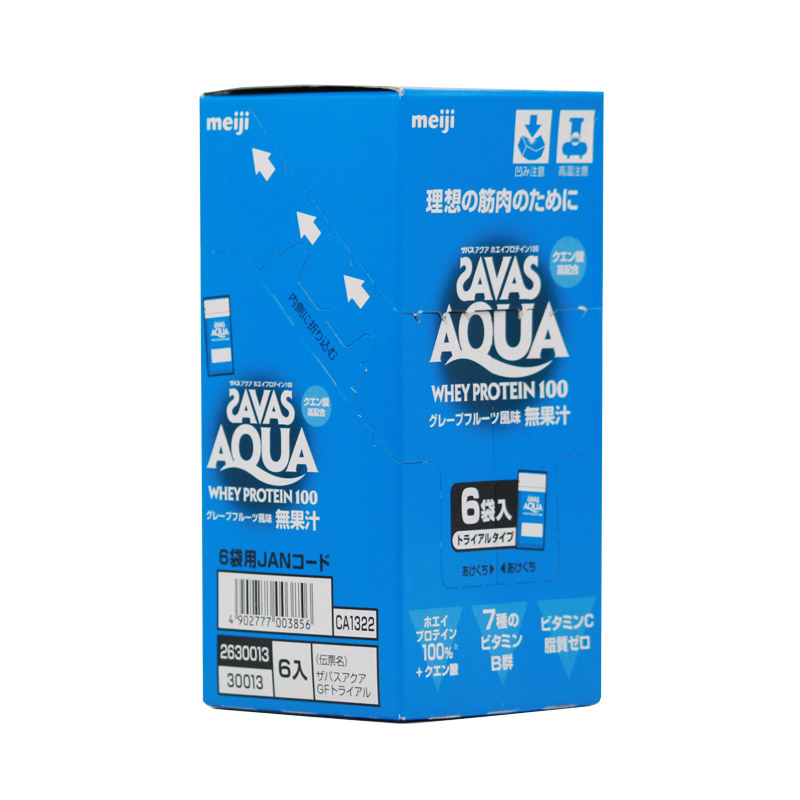 meiji
内側に折り込む
SAVAS
AQUA
ザバスアクア ホエイプロテイン100
SAVAS
AQUA
クエン酸
高配合
WHEY PROTEIN 100
グレープフルーツ風味 無果汁
6袋用JANコード
4 902777 003856
CA1322
2630013
30013
6入
(伝票名)
ザバスアクア
GFトライアル
meiji
凹み注意
高温注意
理想の筋肉のために
ザバスアクア ホエイプロテイン100
SAVAS
AQUA
クエン酸
高配合
WHEY PROTEIN 100
グレープフルーツ風味 無果汁
6袋入
トライアルタイプ
SAVAS
AQUA
あけくち▶ ◀あけくち
ホエイ
プロテイン
100%※
+クエン酸
7種の
ビタミン
B群
ビタミンC
脂質ゼロ